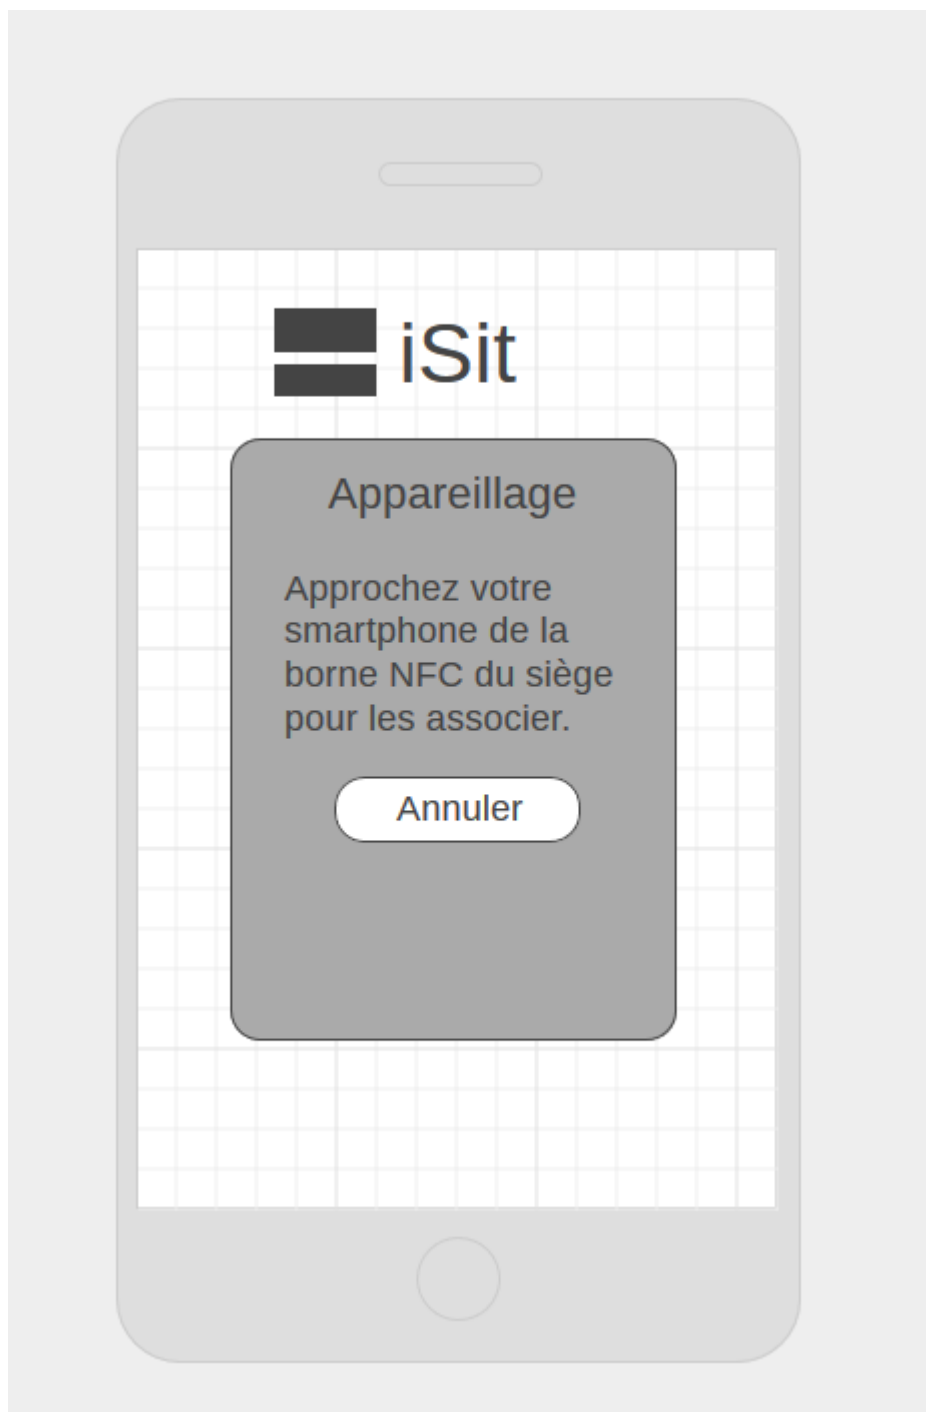 iSit
Appareillage
Approchez votre
smartphone de la
borne NFC du siège
pour les associer.
Annuler